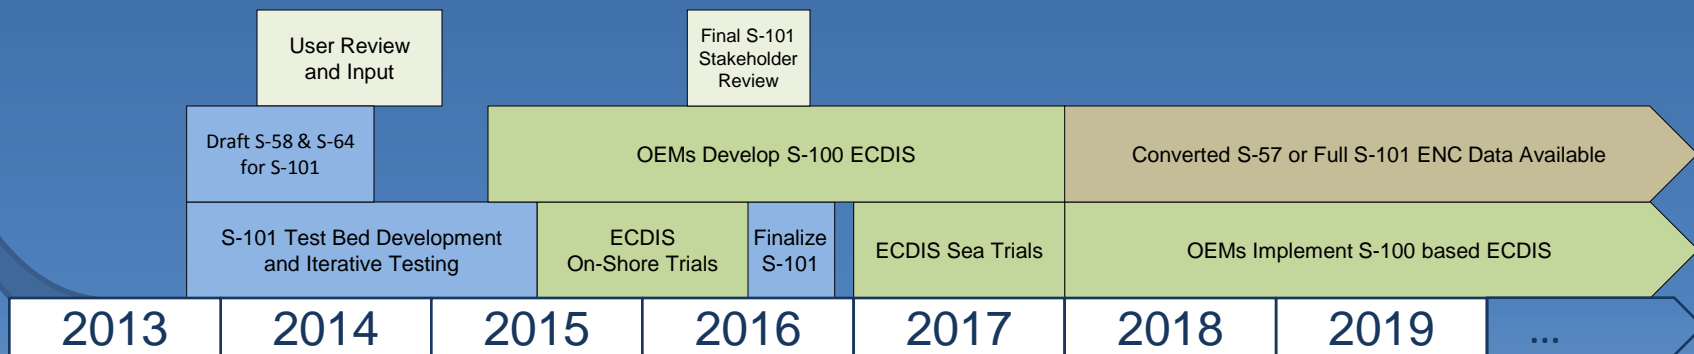 User Review
and Input
Final S-101
Stakeholder
Review
Draft S-58 & S-64
for S-101
OEMs Develop S-100 ECDIS
Converted S-57 or Full S-101 ENC Data Available
S-101 Test Bed Development
and Iterative Testing
ECDIS
On-Shore Trials
Finalize
S-101
ECDIS Sea Trials
OEMs Implement S-100 based ECDIS
2013
2014
2015
2016
2017
2018
2019
...